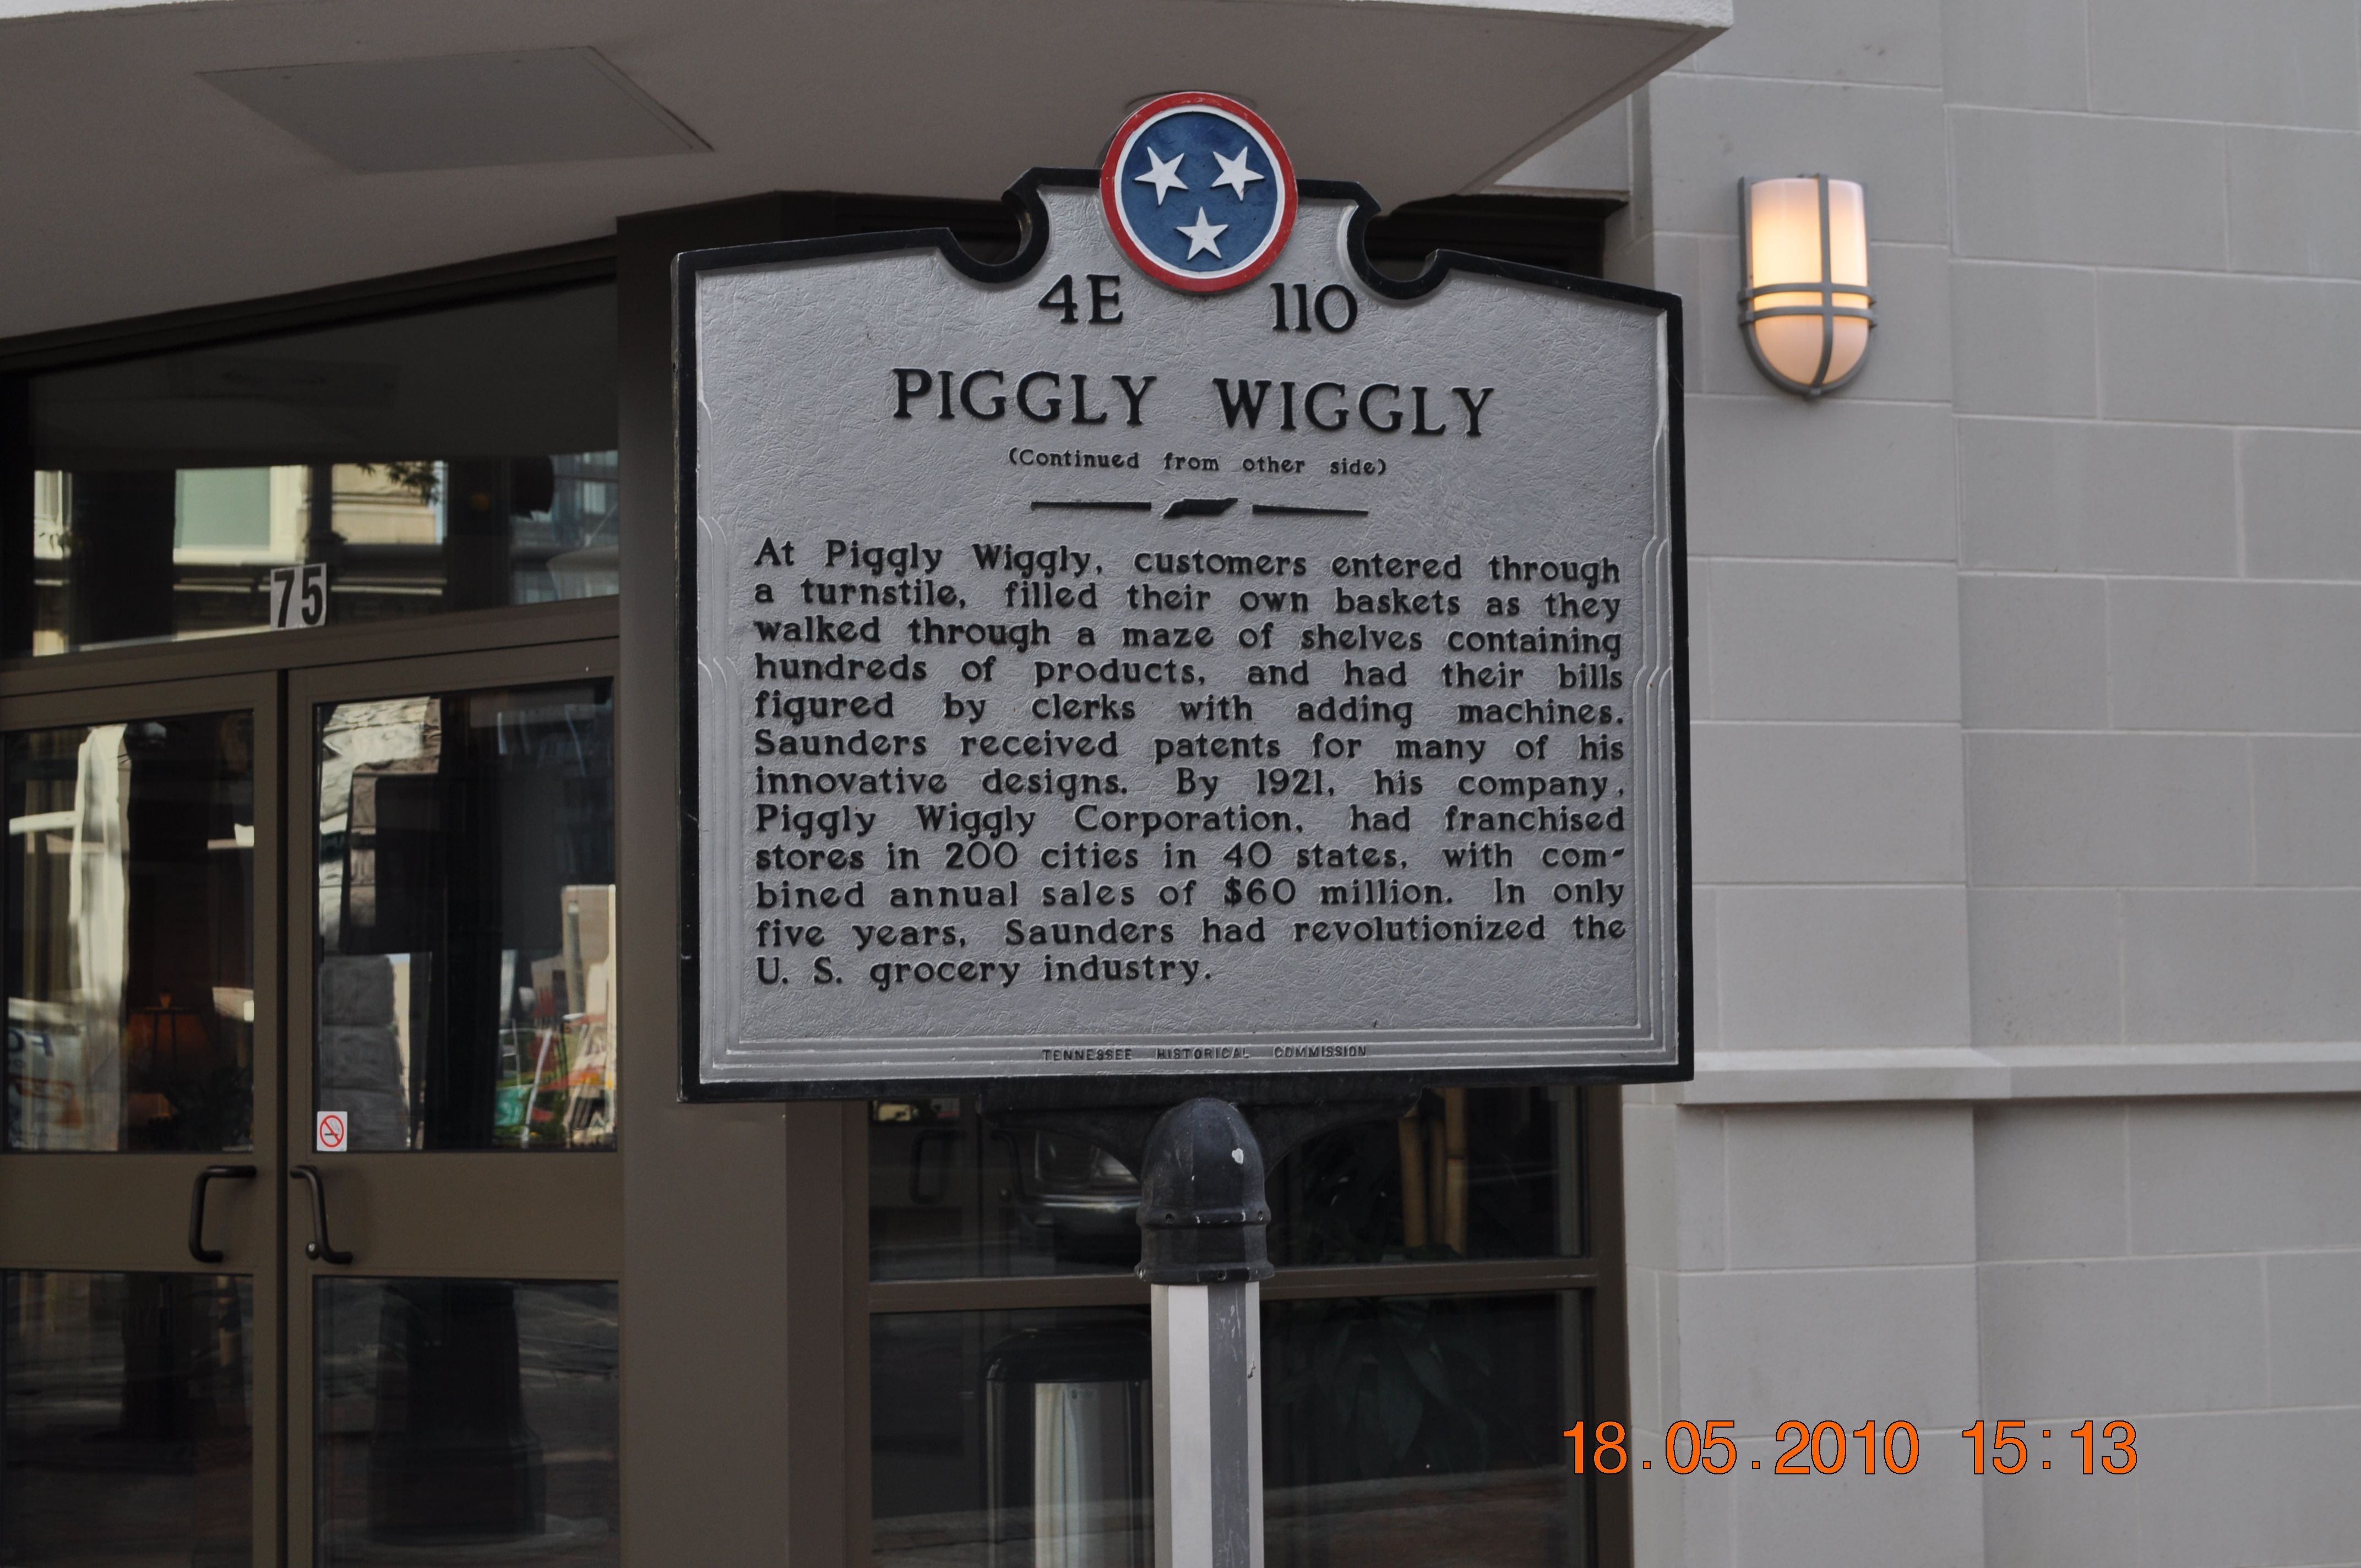 4E 110
PIGGLY WIGGLY
(Continued from other side)
At Piggly Wiggly, customers entered through
a turnstile, filled their own baskets as they
walked through a maze of shelves containing
hundreds of products, and had their bills
figured by clerks with adding machines.
Saunders received patents for many of his
innovative designs. By 1921, his company,
Piggly Wiggly Corporation, had franchised
stores in 200 cities in 40 states, with com-
bined annual sales of $60 million. In only
five years, Saunders had revolutionized the
U. S. grocery industry.
TENNESSEE HISTORICAL COMMISSION
75
18.05.2010 15:13